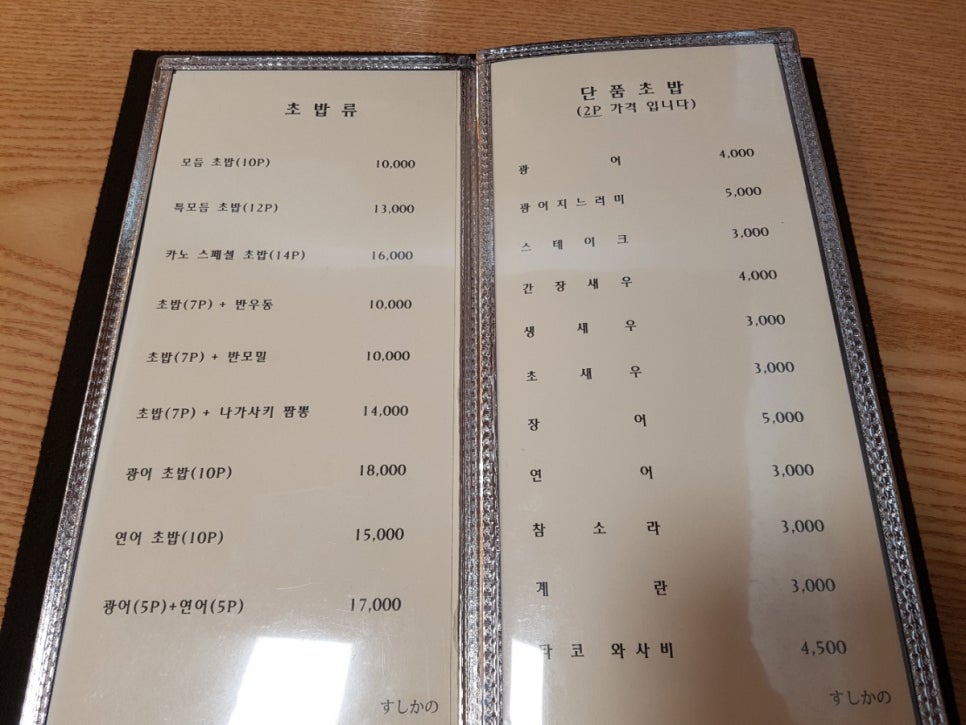 초밥류
모듬 초밥(10P) 10,000
특모듬 초밥(12P) 13,000
카노 스페셜 초밥(14P) 16,000
초밥(7P) + 반우동 10,000
초밥(7P) + 반모밀 10,000
초밥(7P) + 나가사키 짬뽕 14,000
광어 초밥(10P) 18,000
연어 초밥(10P) 15,000
광어(5P)+연어(5P) 17,000
すしかの
단품초밥
(2P 가격 입니다)
광어 4,000
광어지느러미 5,000
스테이크 3,000
간장새우 4,000
생새우 3,000
초새우 3,000
장어 5,000
연어 3,000
참소라 3,000
계란 3,000
타코 와사비 4,500
すしかの